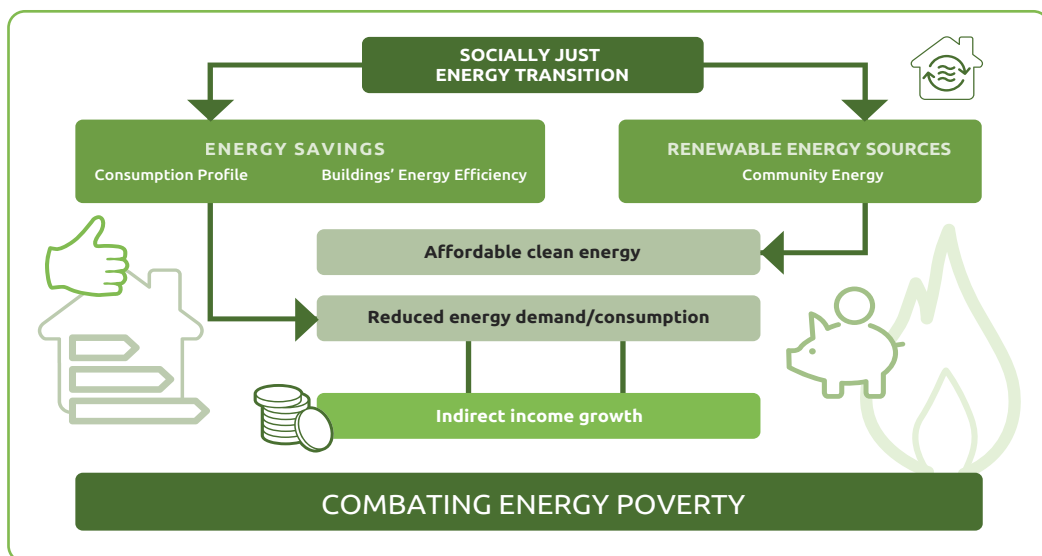 SOCIALLY JUST
ENERGY TRANSITION
ENERGY SAVINGS
Consumption Profile
Buildings’ Energy Efficiency
RENEWABLE ENERGY SOURCES
Community Energy
Affordable clean energy
Reduced energy demand/consumption
Indirect income growth
COMBATING ENERGY POVERTY